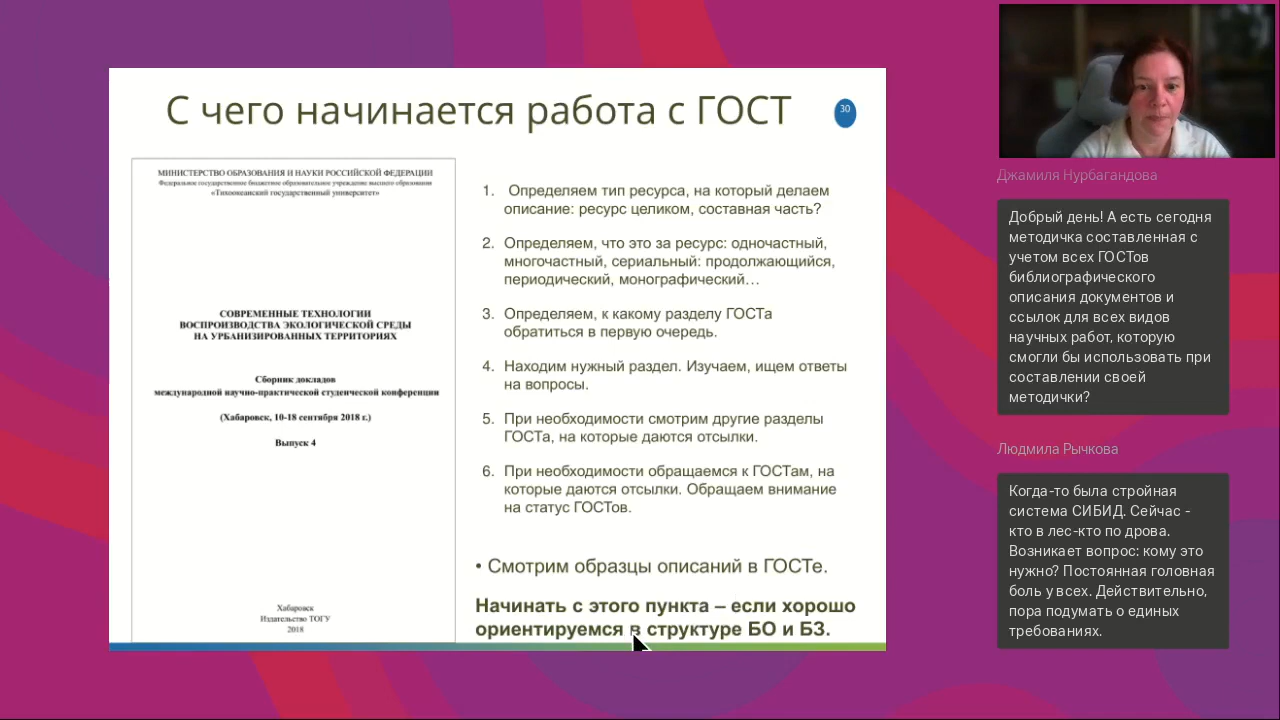 С чего начинается работа с ГОСТ
30
МИНИСТЕРСТВО ОБРАЗОВАНИЯ И НАУКИ РОССИЙСКОЙ ФЕДЕРАЦИИ
Федеральное государственное бюджетное образовательное учреждение высшего образования
«Тихоокеанский государственный университет»
СОВРЕМЕННЫЕ ТЕХНОЛОГИИ
ВОСПРОИЗВОДСТВА ЭКОЛОГИЧЕСКОЙ СРЕДЫ
НА УРБАНИЗИРОВАННЫХ ТЕРРИТОРИЯХ
Сборник докладов
международной научно-практической студенческой конференции
(Хабаровск, 10-18 сентября 2018 г.)
Выпуск 4
Хабаровск
Издательство ТОГУ
2018
1. Определяем тип ресурса, на который делаем
описание: ресурс целиком, составная часть?
2. Определяем, что это за ресурс: одночастный,
многочастный, сериальный: продолжающийся,
периодический, монографический…
3. Определяем, к какому разделу ГОСТа
обратиться в первую очередь.
4. Находим нужный раздел. Изучаем, ищем ответы
на вопросы.
5. При необходимости смотрим другие разделы
ГОСТа, на которые даются отсылки.
6. При необходимости обращаемся к ГОСТам, на
которые даются отсылки. Обращаем внимание
на статус ГОСТов.
• Смотрим образцы описаний в ГОСТе.
Начинать с этого пункта – если хорошо
ориентируемся в структуре БО и БЗ.
Джамиля Нурбагандова
Добрый день! А есть сегодня
методичка составленная с
учетом всех ГОСТов
библиографического
описания документов и
ссылок для всех видов
научных работ, которую
смогли бы использовать при
составлении своей
методички?
Людмила Рычкова
Когда-то была стройная
система СИБИД. Сейчас -
кто в лес-кто по дрова.
Возникает вопрос: кому это
нужно? Постоянная головная
боль у всех. Действительно,
пора подумать о единых
требованиях.